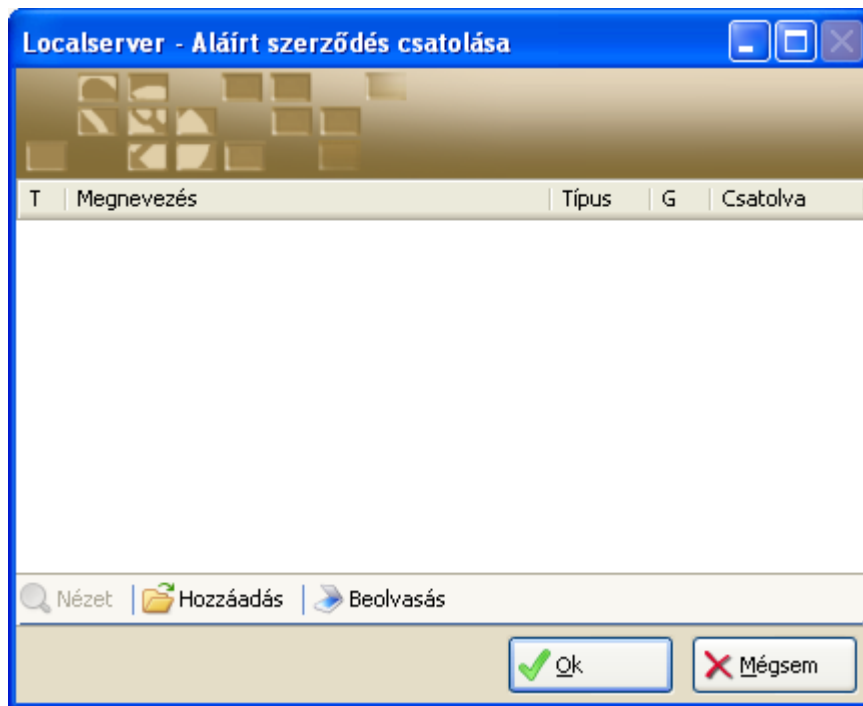 Localserver - Aláírt szerződés csatolása
T Megnevezés Típus G Csatolva
Nézet Hozzáadás Beolvasás
Ok Mégsem